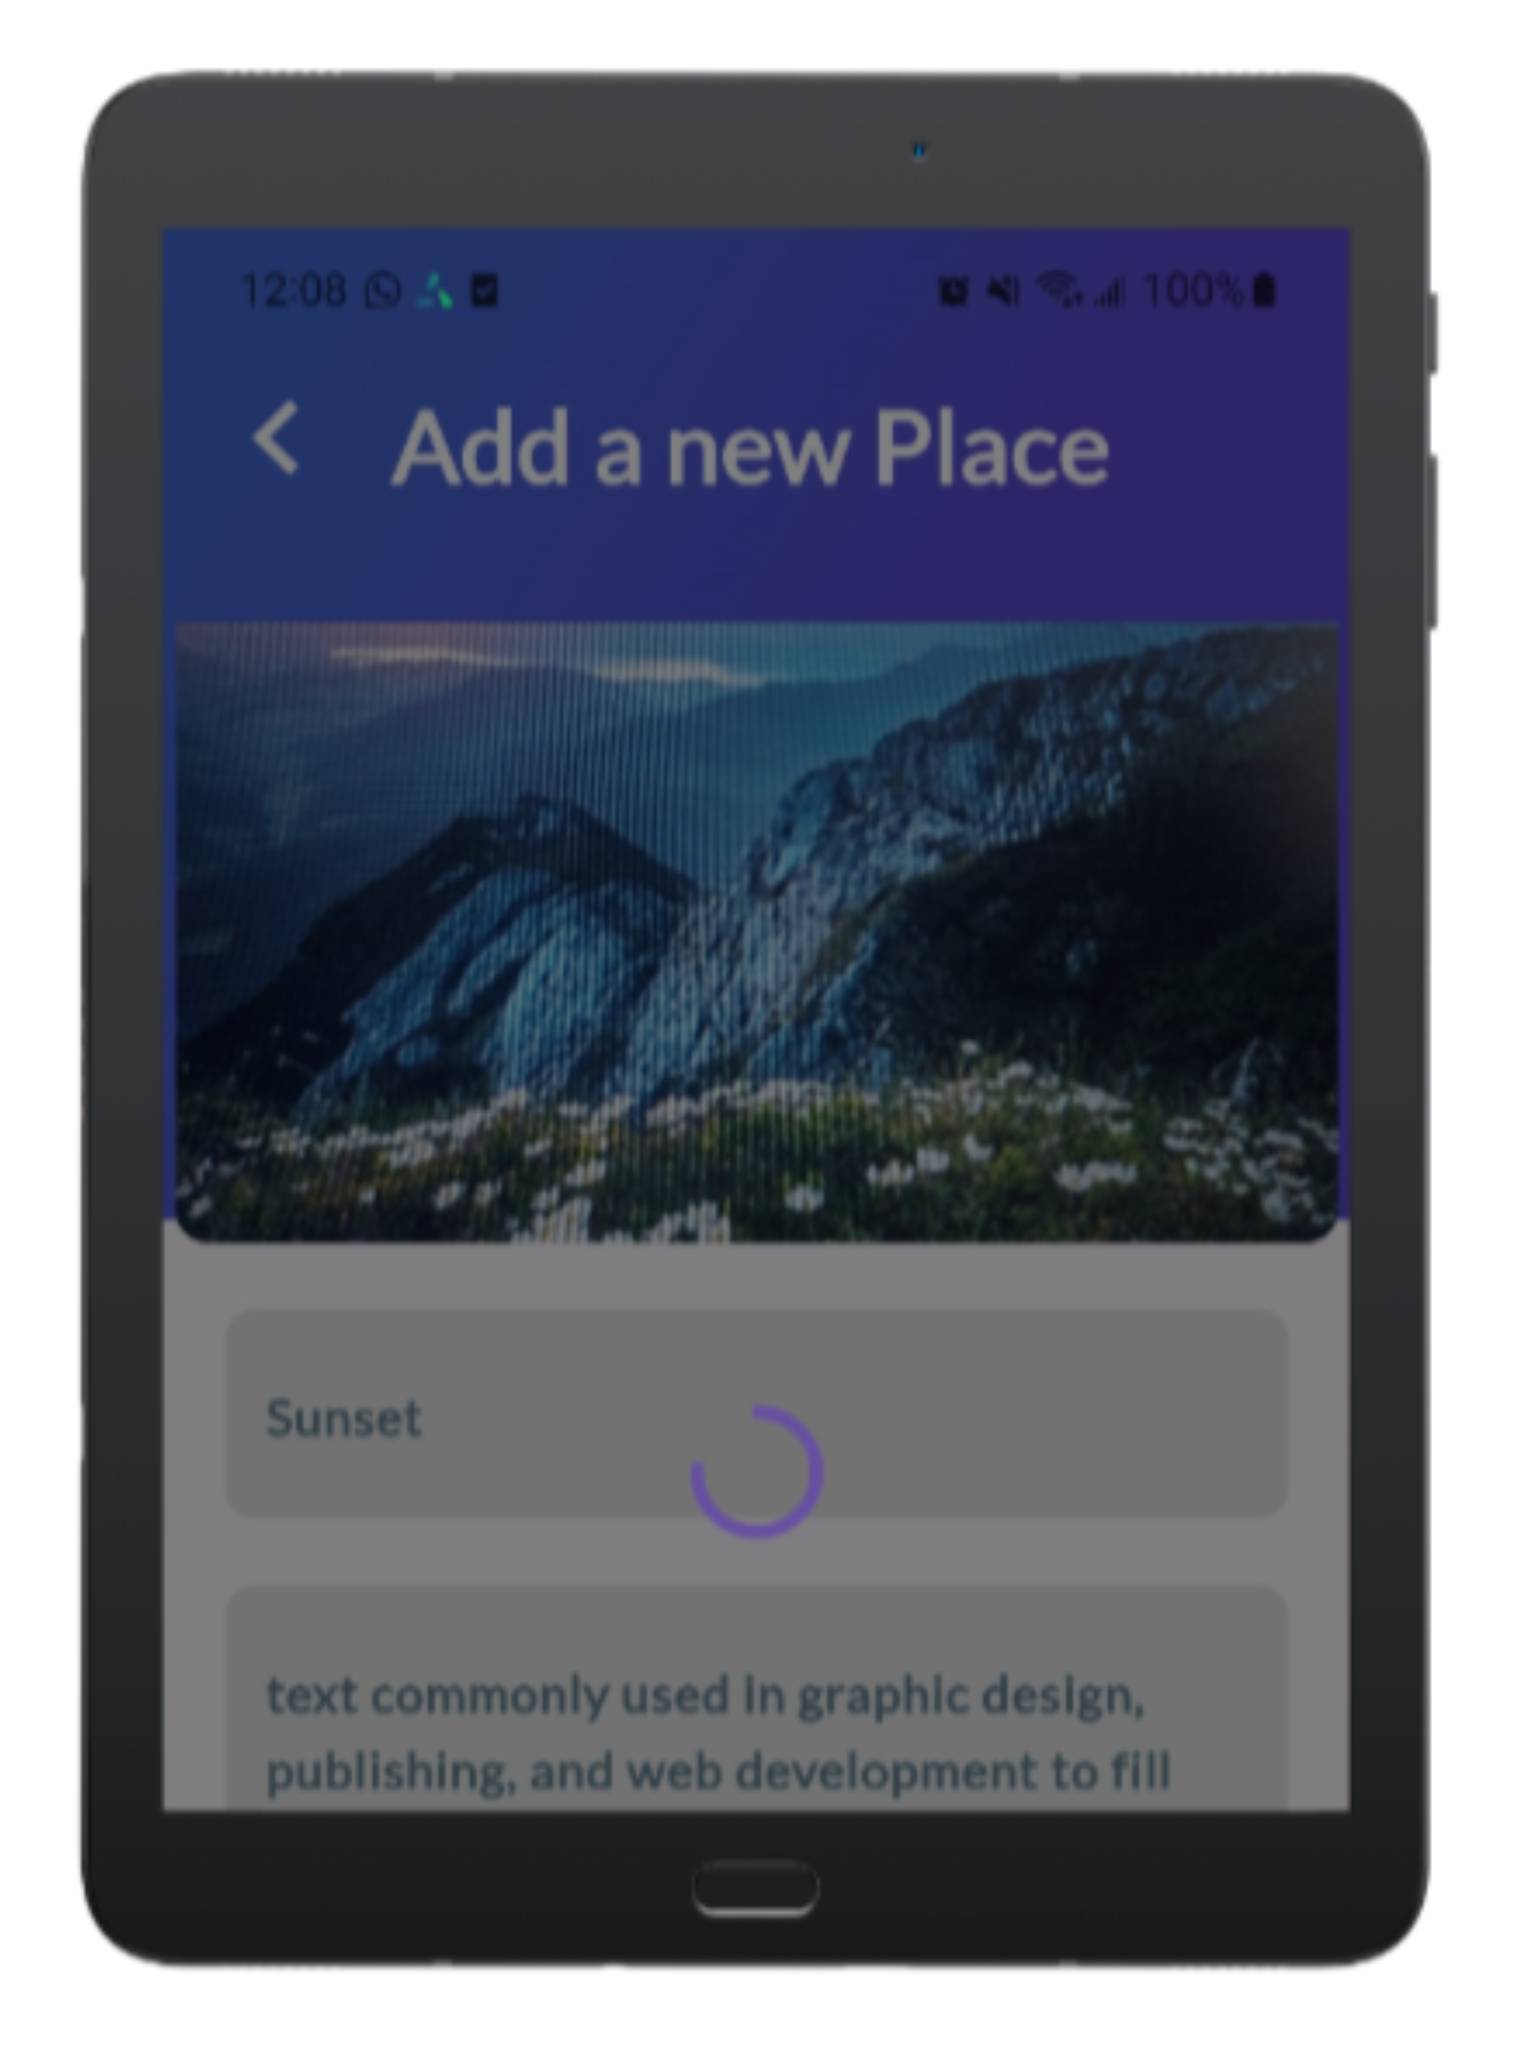 12:08 100%
Add a new Place
Sunset
text commonly used in graphic design,
publishing, and web development to fill